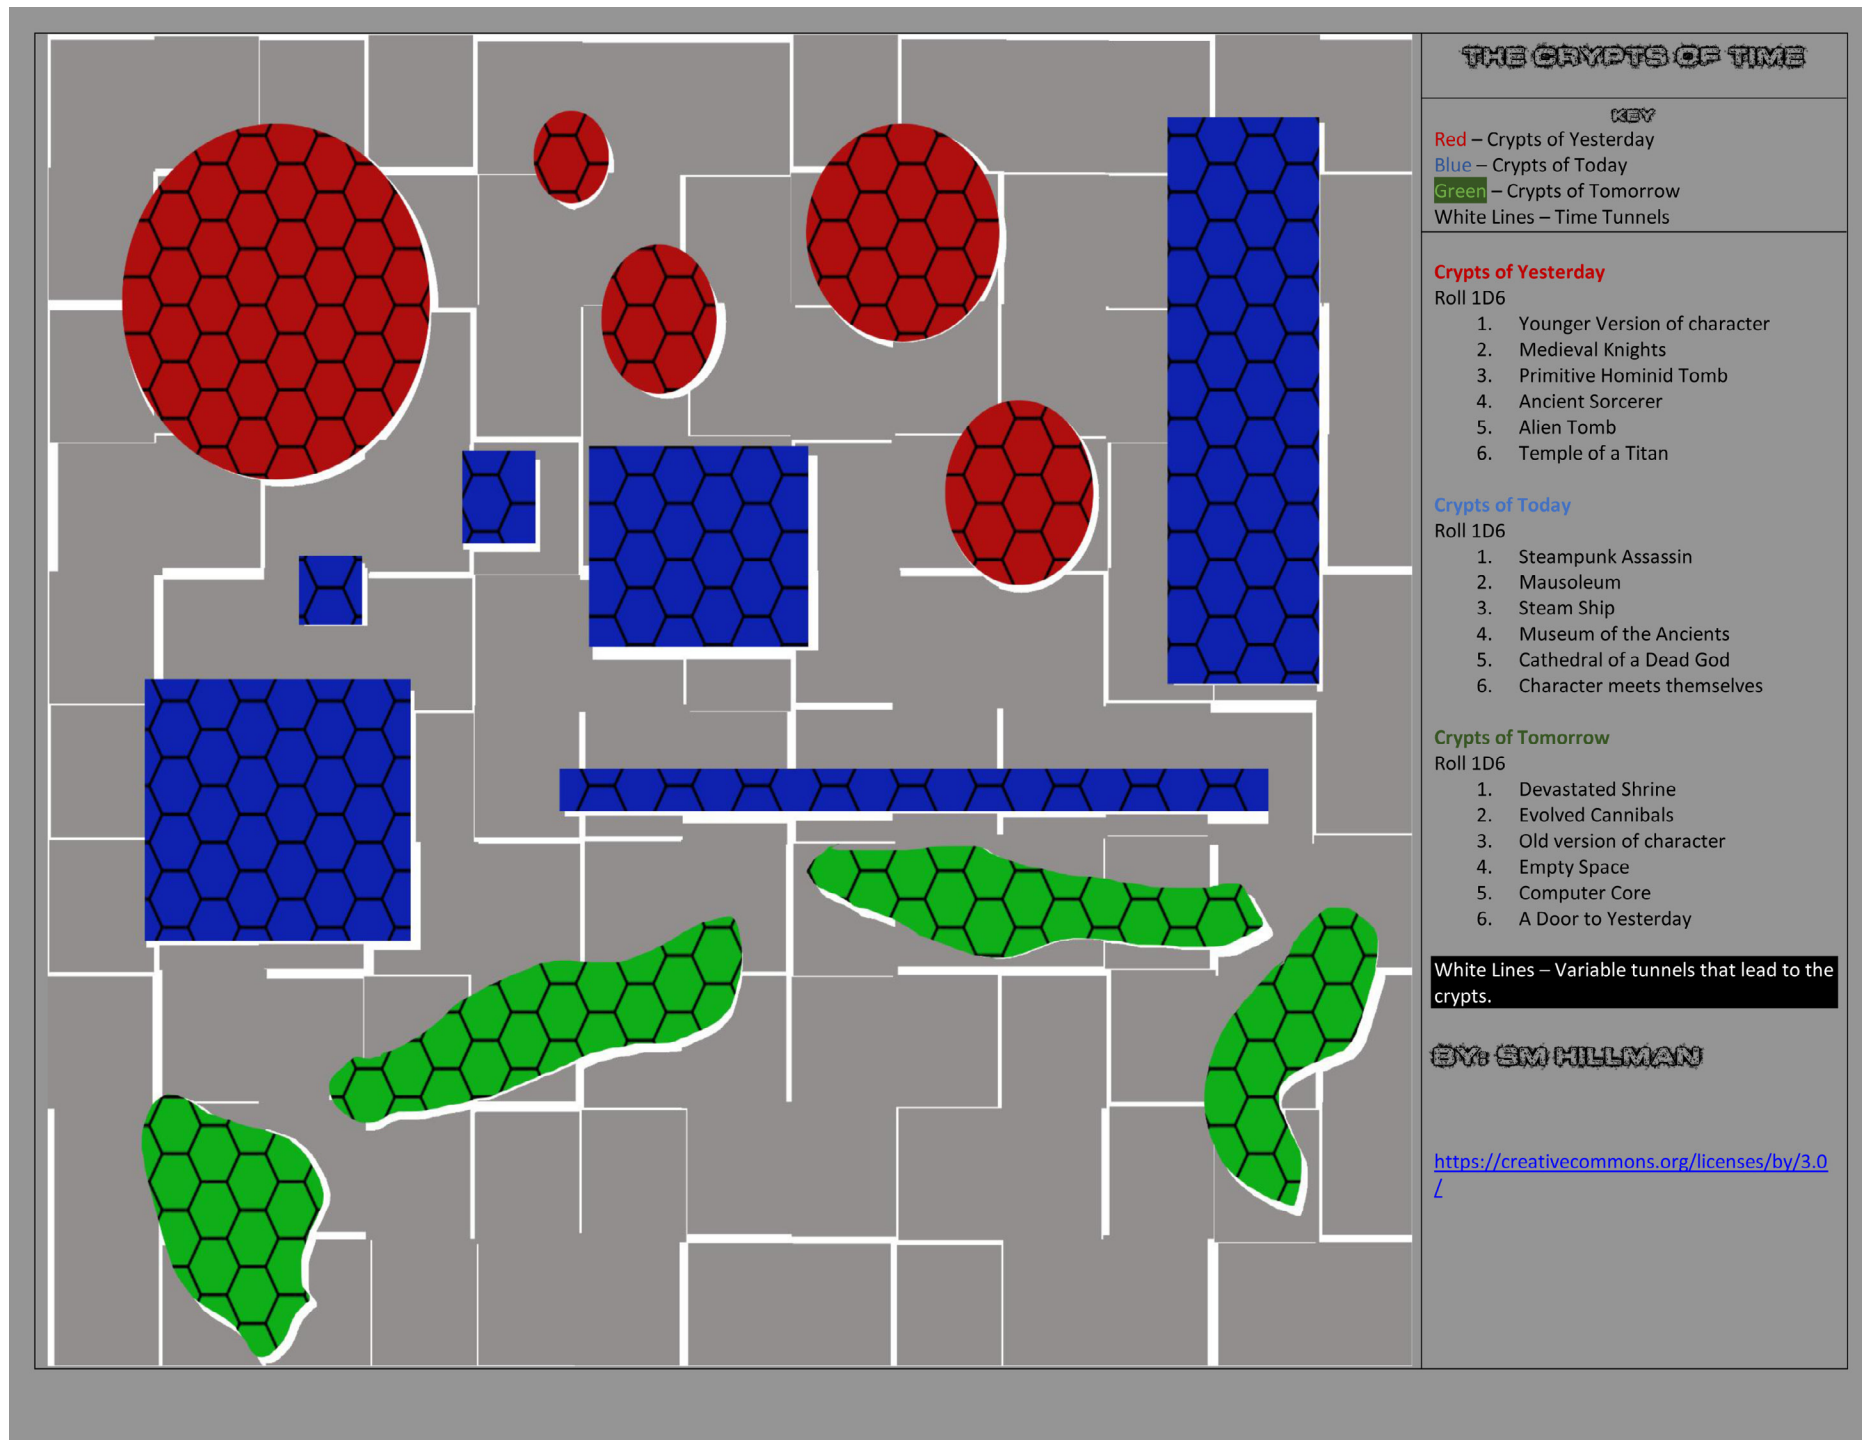 THE CRYPTS OF TIME
KEY
Red – Crypts of Yesterday
Blue – Crypts of Today
Green – Crypts of Tomorrow
White Lines – Time Tunnels
Crypts of Yesterday
Roll 1D6
1. Younger Version of character
2. Medieval Knights
3. Primitive Hominid Tomb
4. Ancient Sorcerer
5. Alien Tomb
6. Temple of a Titan
Crypts of Today
Roll 1D6
1. Steampunk Assassin
2. Mausoleum
3. Steam Ship
4. Museum of the Ancients
5. Cathedral of a Dead God
6. Character meets themselves
Crypts of Tomorrow
Roll 1D6
1. Devastated Shrine
2. Evolved Cannibals
3. Old version of character
4. Empty Space
5. Computer Core
6. A Door to Yesterday
White Lines – Variable tunnels that lead to the
crypts.
BY: SM HILLMAN
https://creativecommons.org/licenses/by/3.0
/